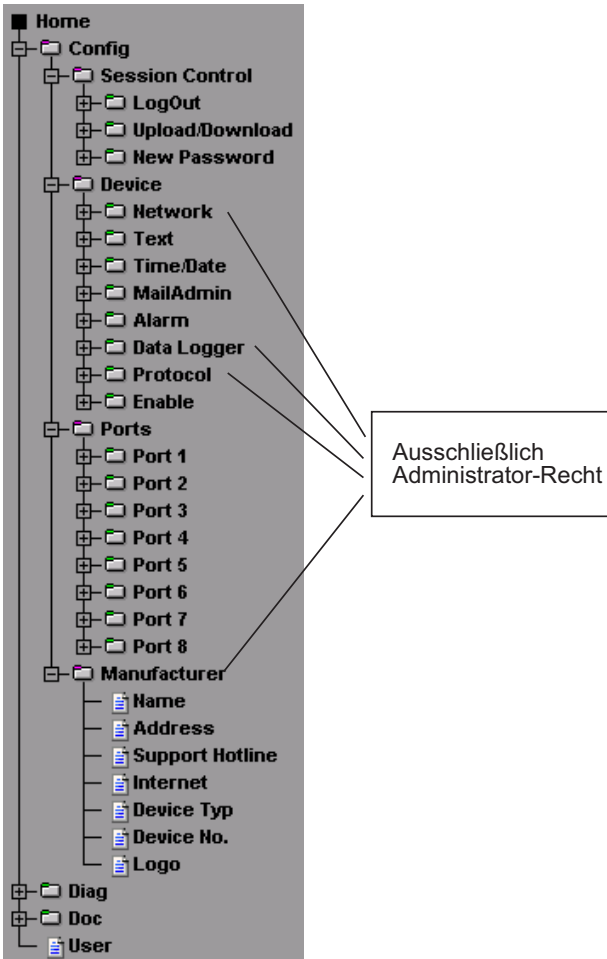 Home
Config
Session Control
LogOut
Upload/Download
New Password
Device
Network
Text
Time/Date
MailAdmin
Alarm
Data Logger
Protocol
Enable
Ports
Port 1
Port 2
Port 3
Port 4
Port 5
Port 6
Port 7
Port 8
Manufacturer
Name
Address
Support Hotline
Internet
Device Typ
Device No.
Logo
Diag
Doc
User
Ausschließlich
Administrator-Recht